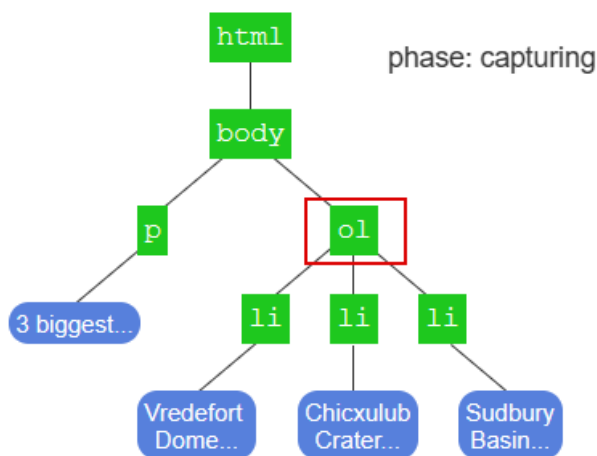 html
phase: capturing
body
p
ol
3 biggest...
li
li
li
Vredefort
Dome...
Chicxulub
Crater...
Sudbury
Basin...